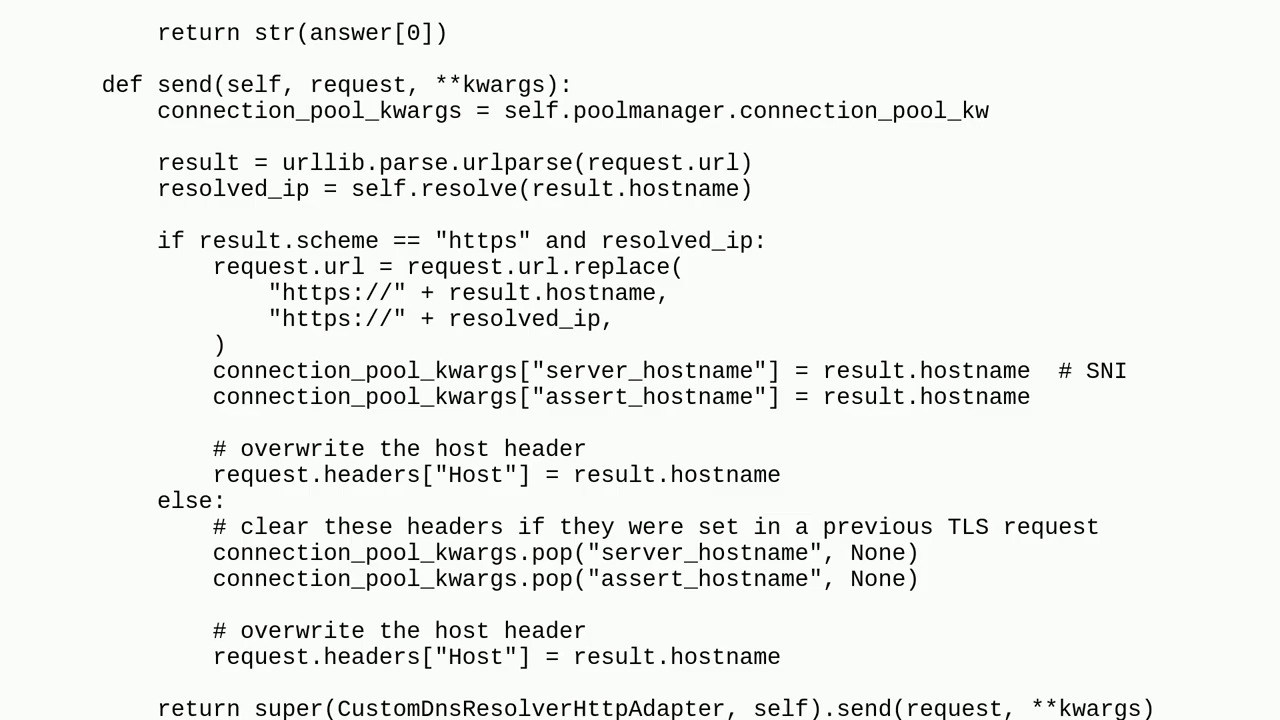 return str(answer[0])
def send(self, request, **kwargs):
connection_pool_kwargs = self.poolmanager.connection_pool_kw
result = urllib.parse.urlparse(request.url)
resolved_ip = self.resolve(result.hostname)
if result.scheme == "https" and resolved_ip:
request.url = request.url.replace(
"https://" + result.hostname,
"https://" + resolved_ip,
)
connection_pool_kwargs["server_hostname"] = result.hostname  # SNI
connection_pool_kwargs["assert_hostname"] = result.hostname
# overwrite the host header
request.headers["Host"] = result.hostname
else:
# clear these headers if they were set in a previous TLS request
connection_pool_kwargs.pop("server_hostname", None)
connection_pool_kwargs.pop("assert_hostname", None)
# overwrite the host header
request.headers["Host"] = result.hostname
return super(CustomDnsResolverHttpAdapter, self).send(request, **kwargs)